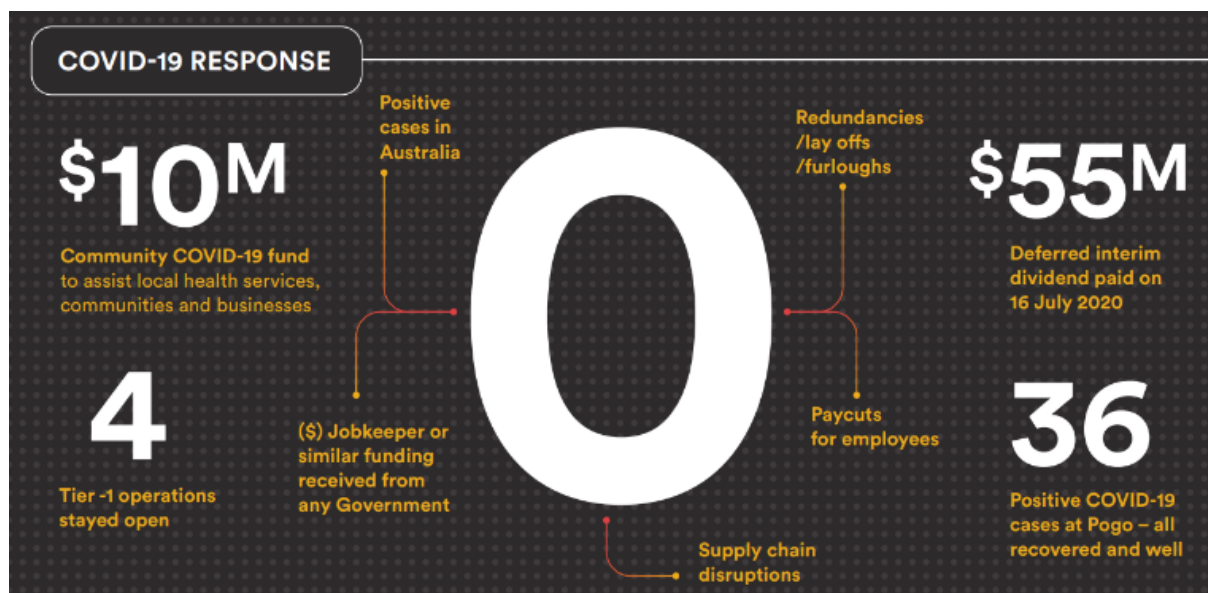 COVID-19 RESPONSE
$10M
Community COVID-19 fund
to assist local health services,
communities and businesses
4
Tier -1 operations
stayed open
Positive
cases in
Australia
($) Jobkeeper or
similar funding
received from
any Government
0
Supply chain
disruptions
Redundancies
/lay offs
/furloughs
Paycuts
for employees
$55M
Deferred interim
dividend paid on
16 July 2020
36
Positive COVID-19
cases at Pogo – all
recovered and well